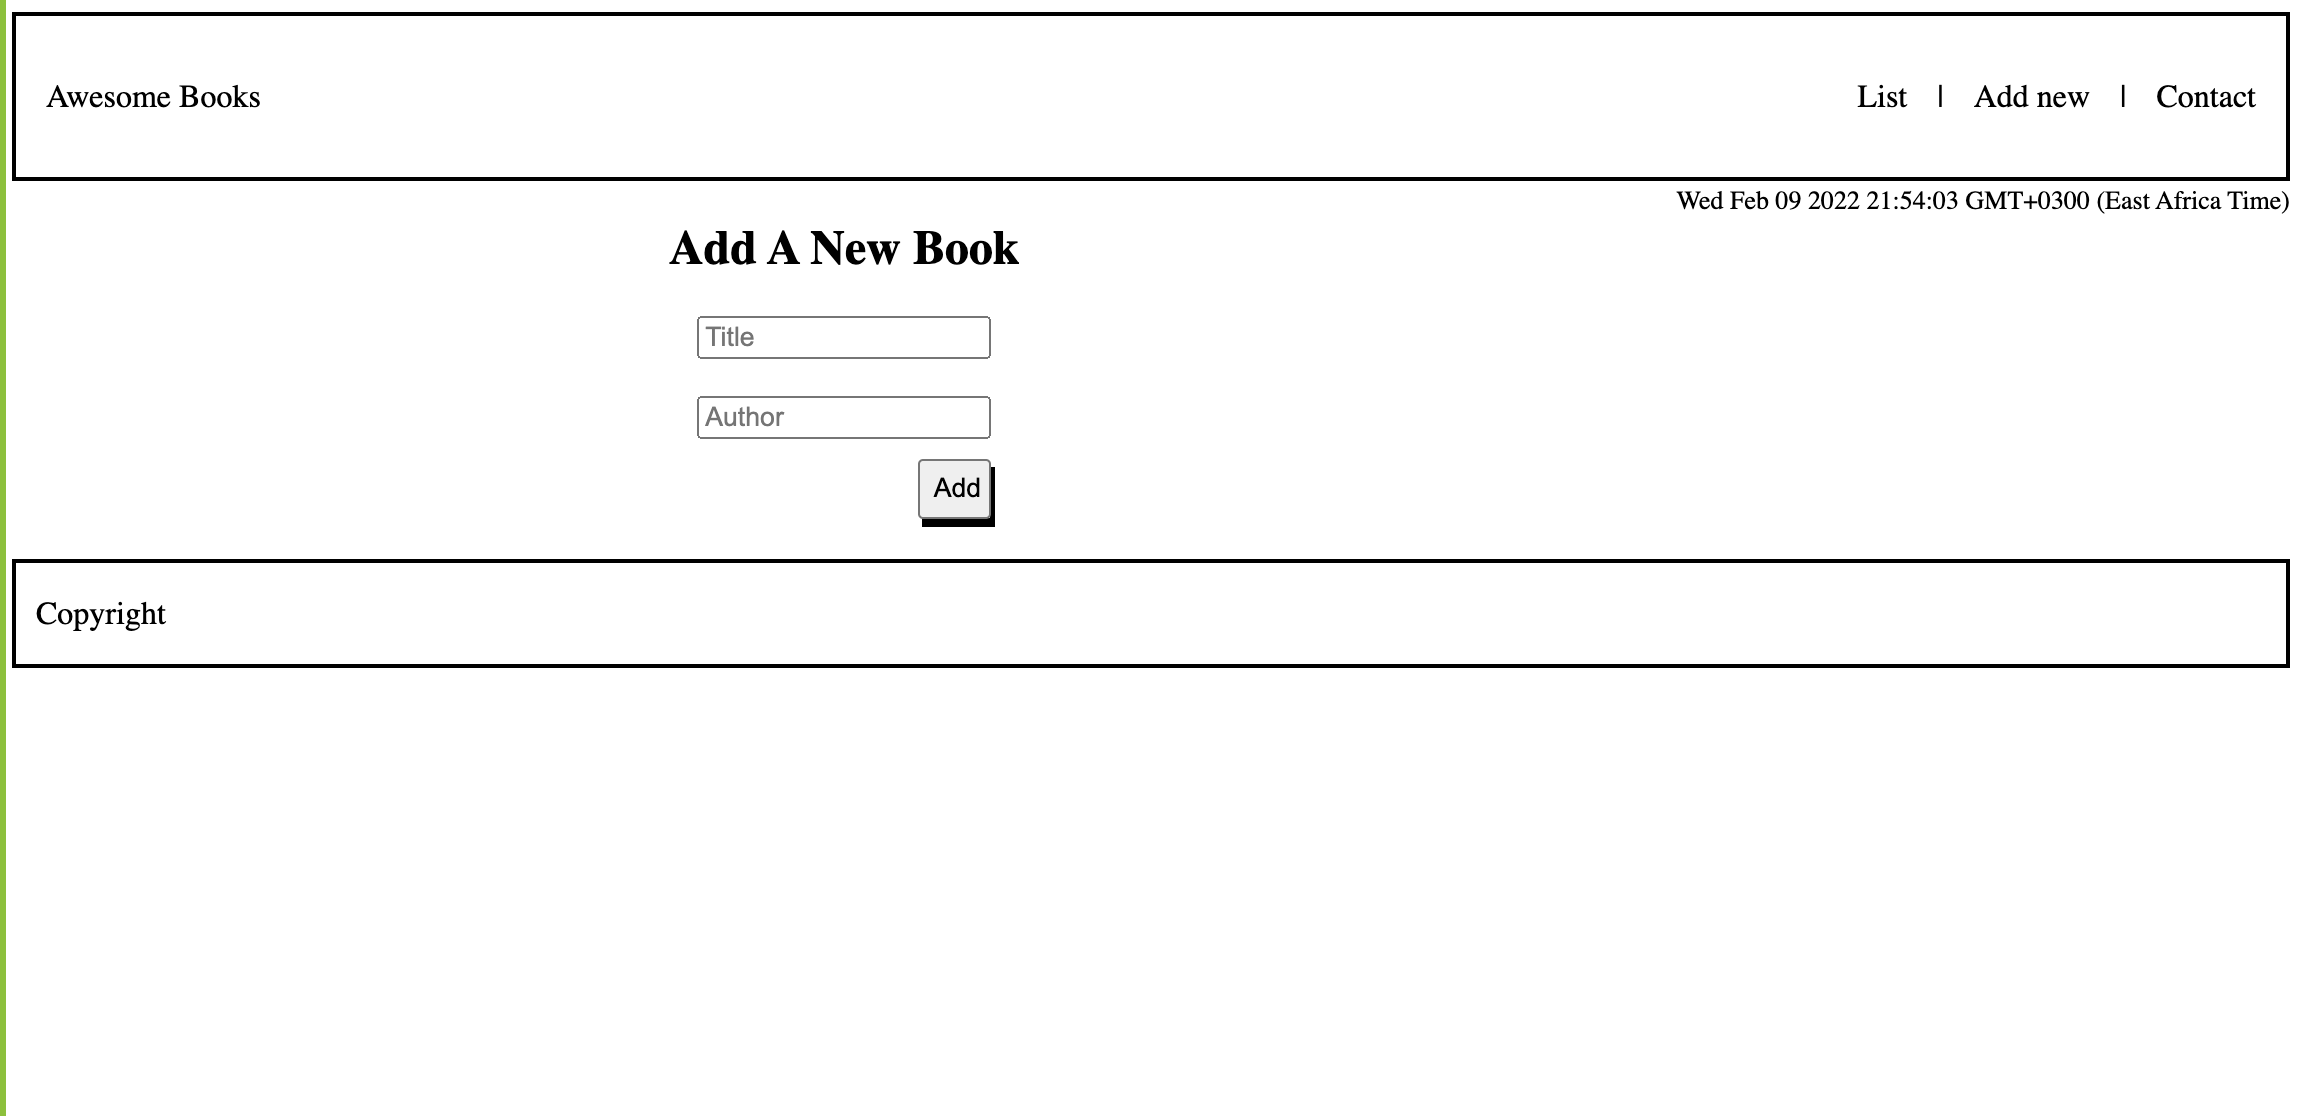 Awesome Books
List | Add new | Contact
Wed Feb 09 2022 21:54:03 GMT+0300 (East Africa Time)
Add A New Book
Title
Author
Add
Copyright